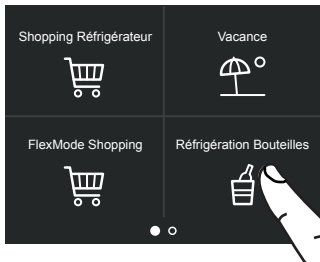 Shopping Réfrigérateur
Vacance
FlexMode Shopping
Réfrigération Bouteilles